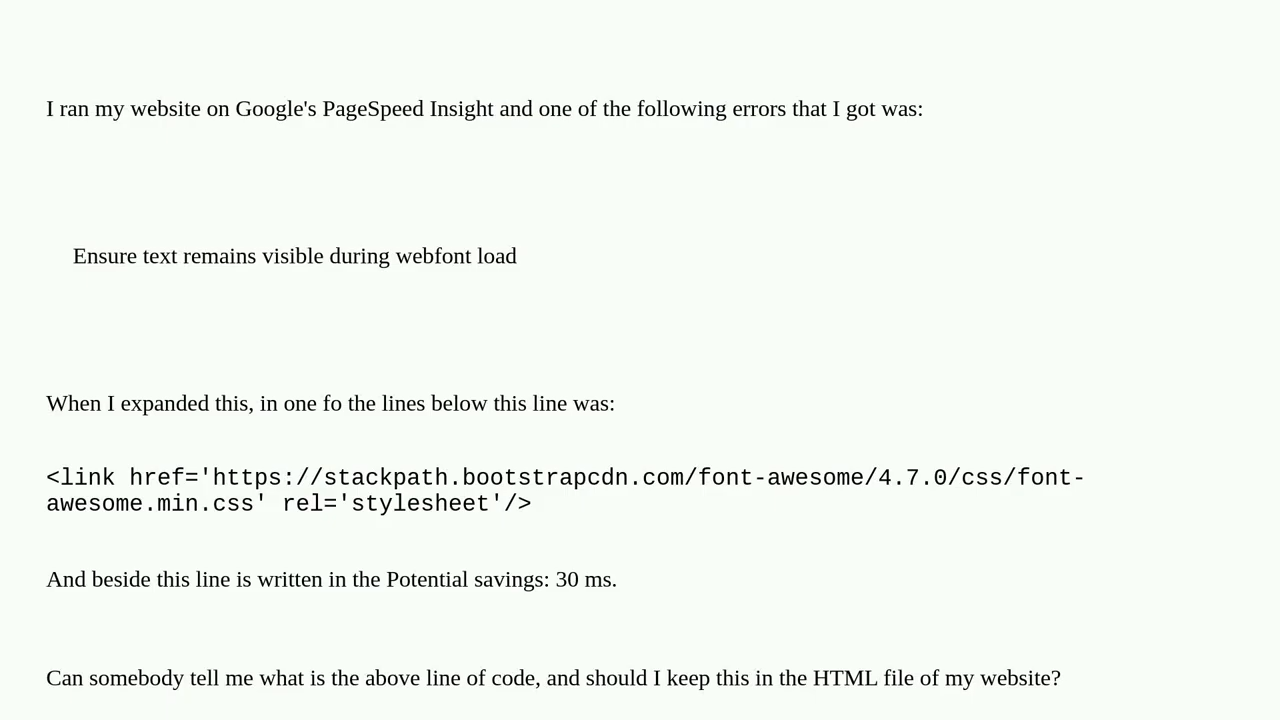 I ran my website on Google's PageSpeed Insight and one of the following errors that I got was:
Ensure text remains visible during webfont load
When I expanded this, in one fo the lines below this line was:
<link href='https://stackpath.bootstrapcdn.com/font-awesome/4.7.0/css/font-
awesome.min.css' rel='stylesheet'/>
And beside this line is written in the Potential savings: 30 ms.
Can somebody tell me what is the above line of code, and should I keep this in the HTML file of my website?